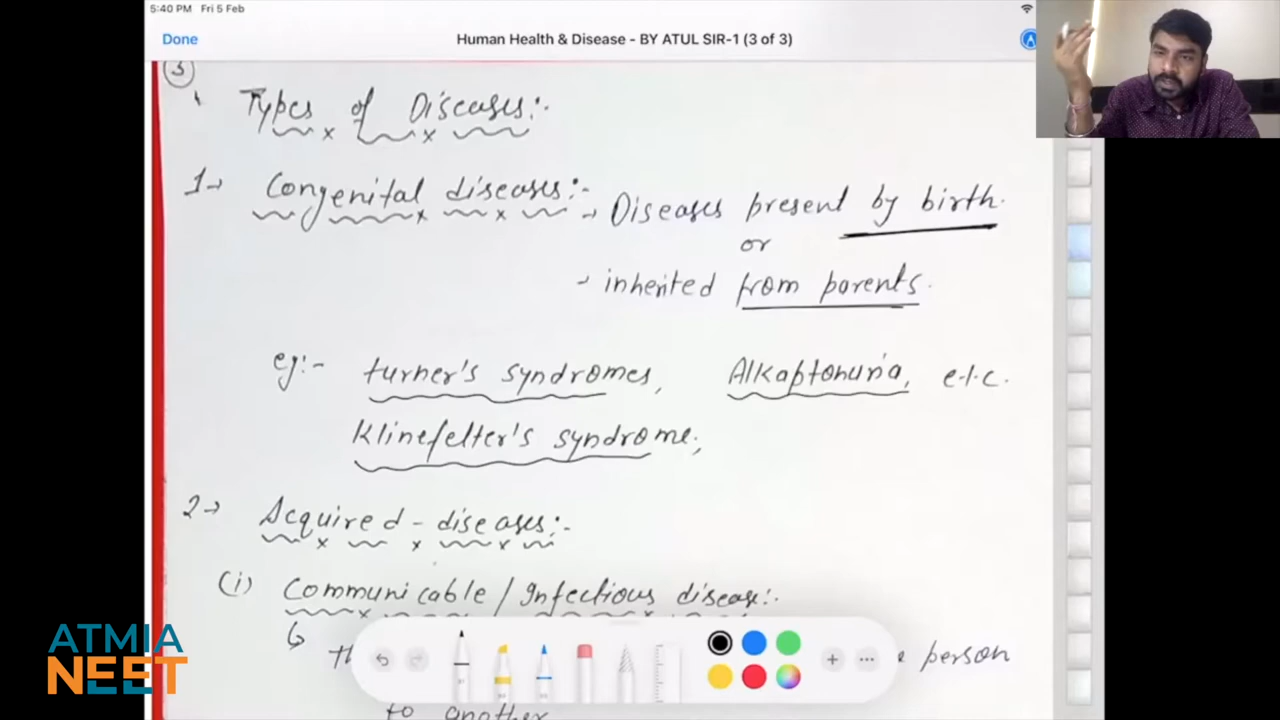 5:40 PM Fri 5 Feb
Done
Human Health & Disease - BY ATUL SIR-1 (3 of 3)
3
Types of Diseases:-
1→ Congenital diseases:- → Diseases present by birth.
or
→ inherited from parents.
eg:- turner's syndromes, Alkaptonuria, e.t.c.
Klinefelter's syndrome,
2→ Acquired - diseases:-
(i) Communicable / Infectious disease:-
person
to another
ATMIA
NEET